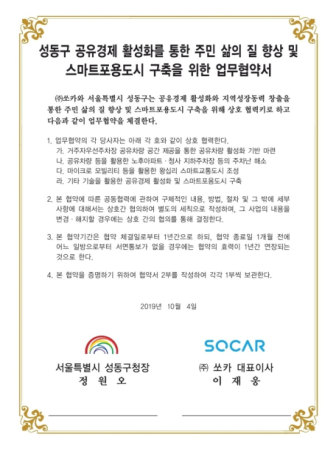 성동구 공유경제 활성화를 통한 주민 삶의 질 향상 및
스마트포용도시 구축을 위한 업무협약서
㈜쏘카와 서울특별시 성동구는 공유경제 활성화와 지역성장동력 창출을
통한 주민 삶의 질 향상 및 스마트포용도시 구축을 위해 상호 협력키로 하고
다음과 같이 업무협약을 체결한다.
1. 업무협약의 각 당사자는 아래 각 호와 같이 상호 협력한다.
가. 거주자우선주차장 공유차량 공간 제공을 통한 공유차량 활성화 기반 마련
나. 공유차량 등을 활용한 노후아파트·청사 지하주차장 등의 주차난 해소
다. 마이크로 모빌리티 등을 활용한 왕십리 스마트교통도시 조성
라. 기타 기술을 활용한 공유경제 활성화 및 스마트포용도시 구축
2. 본 협약에 따른 공동협력에 관하여 구체적인 내용, 방법, 절차 및 그 밖에 세부
사항에 대해서는 상호간 협의하여 별도의 세칙으로 작성하며, 그 사업의 내용을
변경·해지할 경우에는 상호 간의 협의를 통해 결정한다.
3. 본 협약기간은 협약 체결일로부터 1년간으로 하되, 협약 종료일 1개월 전에
어느 일방으로부터 서면통보가 없을 경우에는 협약의 효력이 1년간 연장되는
것으로 한다.
4. 본 협약을 증명하기 위하여 협약서 2부를 작성하여 각각 1부씩 보관한다.
2019년 10월 4일
서울특별시 성동구청장
정 원 오
SOCAR
㈜ 쏘카 대표이사
이 재 웅